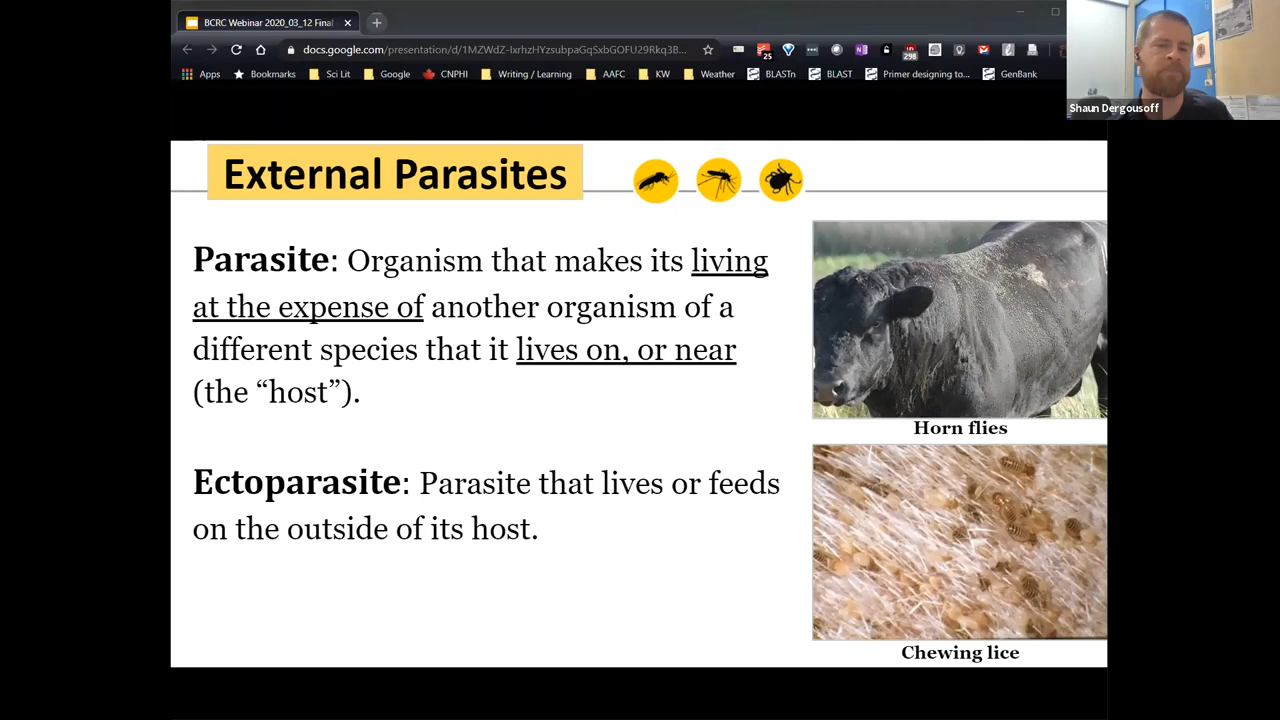 BCRC Webinar 2020_03_12 Final
docs.google.com/presentation/d/1MZWdZ-IxrhzHYzsubpaGqSxbGOFU29Rkq3B...
25
298
Apps
Bookmarks
Sci Lit
Google
CNPHI
Writing / Learning
AAFC
KW
Weather
BLASTn
BLAST
Primer designing to...
GenBank
Shaun Dergousoff
External Parasites
Parasite: Organism that makes its living
at the expense of another organism of a
different species that it lives on, or near
(the “host”).
Horn flies
Ectoparasite: Parasite that lives or feeds
on the outside of its host.
Chewing lice